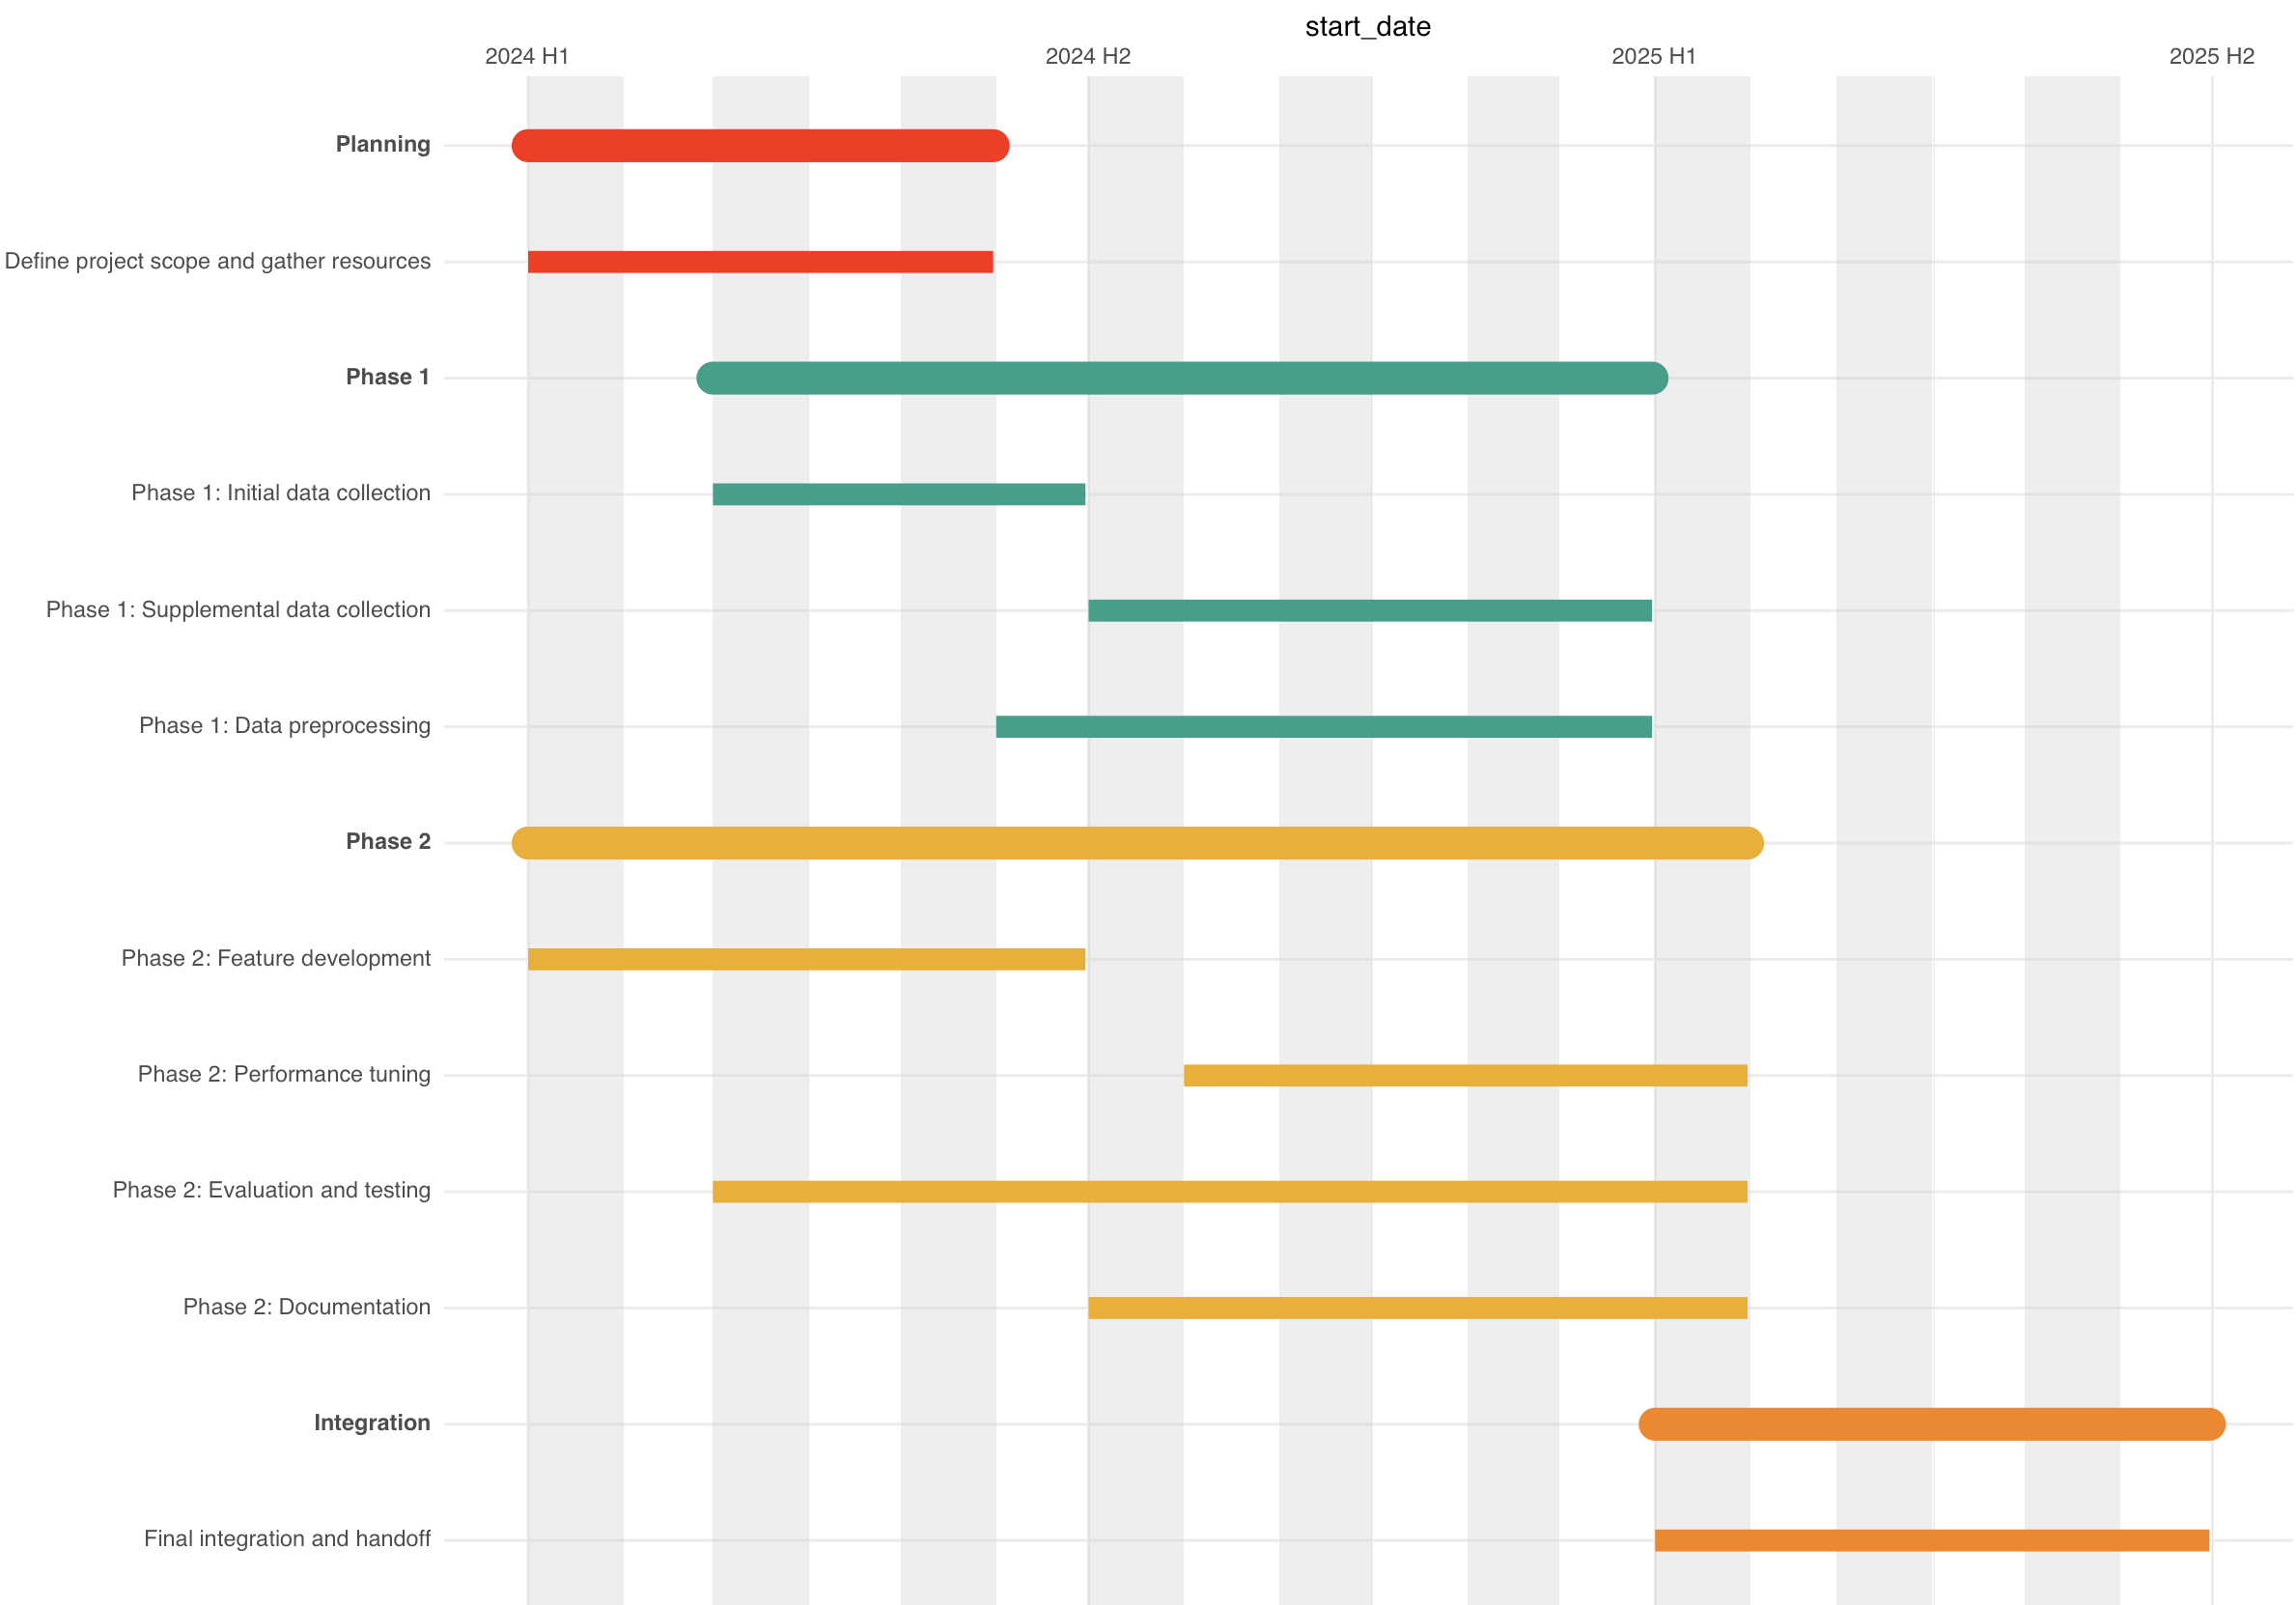 start_date
2024 H1 2024 H2 2025 H1 2025 H2
Planning
Define project scope and gather resources
Phase 1
Phase 1: Initial data collection
Phase 1: Supplemental data collection
Phase 1: Data preprocessing
Phase 2
Phase 2: Feature development
Phase 2: Performance tuning
Phase 2: Evaluation and testing
Phase 2: Documentation
Integration
Final integration and handoff